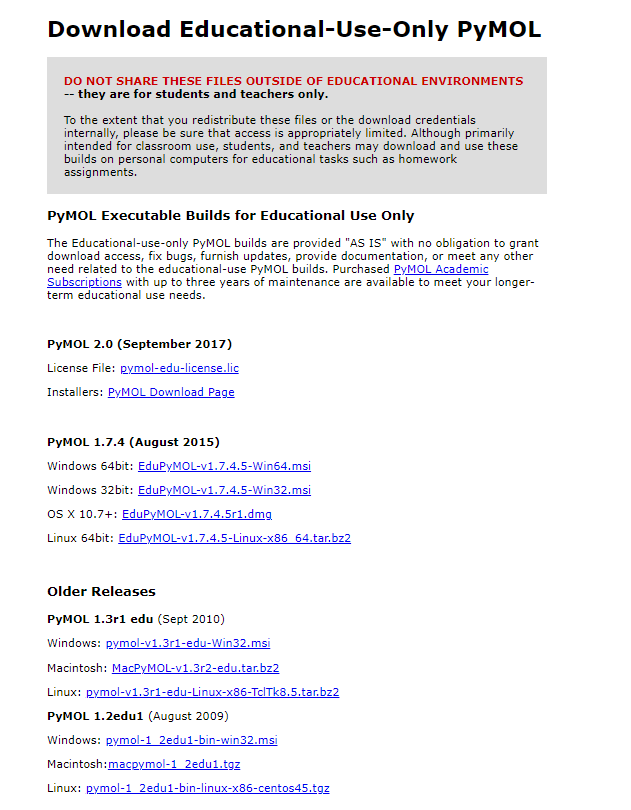 Download Educational-Use-Only PyMOL
DO NOT SHARE THESE FILES OUTSIDE OF EDUCATIONAL ENVIRONMENTS
-- they are for students and teachers only.
To the extent that you redistribute these files or the download credentials
internally, please be sure that access is appropriately limited. Although primarily
intended for classroom use, students, and teachers may download and use these
builds on personal computers for educational tasks such as homework
assignments.
PyMOL Executable Builds for Educational Use Only
The Educational-use-only PyMOL builds are provided "AS IS" with no obligation to grant
download access, fix bugs, furnish updates, provide documentation, or meet any other
need related to the educational-use PyMOL builds. Purchased PyMOL Academic
Subscriptions with up to three years of maintenance are available to meet your longer-
term educational use needs.
PyMOL 2.0 (September 2017)
License File: pymol-edu-license.lic
Installers: PyMOL Download Page
PyMOL 1.7.4 (August 2015)
Windows 64bit: EduPyMOL-v1.7.4.5-Win64.msi
Windows 32bit: EduPyMOL-v1.7.4.5-Win32.msi
OS X 10.7+: EduPyMOL-v1.7.4.5r1.dmg
Linux 64bit: EduPyMOL-v1.7.4.5-Linux-x86_64.tar.bz2
Older Releases
PyMOL 1.3r1 edu (Sept 2010)
Windows: pymol-v1.3r1-edu-Win32.msi
Macintosh: MacPyMOL-v1.3r2-edu.tar.bz2
Linux: pymol-v1.3r1-edu-Linux-x86-TclTk8.5.tar.bz2
PyMOL 1.2edu1 (August 2009)
Windows: pymol-1_2edu1-bin-win32.msi
Macintosh:macpymol-1_2edu1.tgz
Linux: pymol-1_2edu1-bin-linux-x86-centos45.tgz